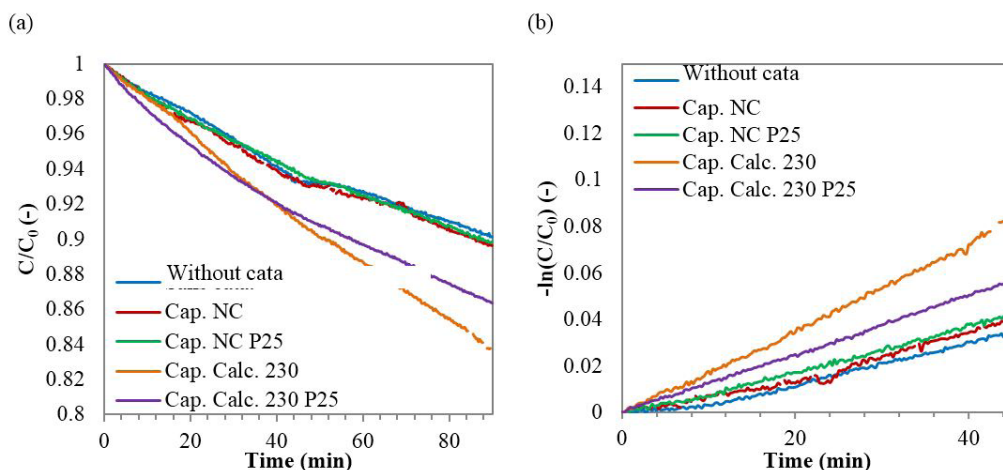 (a)
1
0.98
0.96
0.94
0.92
0.9
0.88
0.86
0.84
0.82
0.8
C/C0 (-)
Without cata
Cap. NC
Cap. NC P25
Cap. Calc. 230
Cap. Calc. 230 P25
0 20 40 60 80
Time (min)
(b)
0.14
0.12
0.1
0.08
0.06
0.04
0.02
0
-ln(C/C0) (-)
Without cata
Cap. NC
Cap. NC P25
Cap. Calc. 230
Cap. Calc. 230 P25
0 20 40
Time (min)